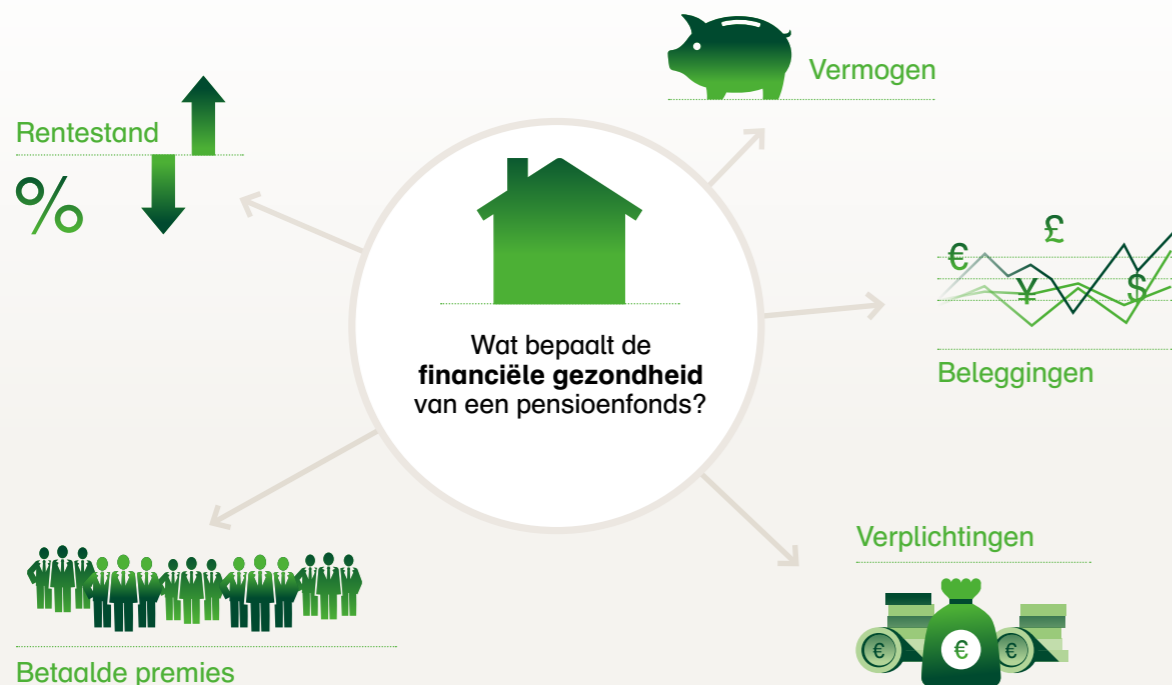 Vermogen
Rentestand
%
£
€
¥
$
Wat bepaalt de
financiële gezondheid
van een pensioenfonds?
Beleggingen
Verplichtingen
€
€
€
Betaalde premies